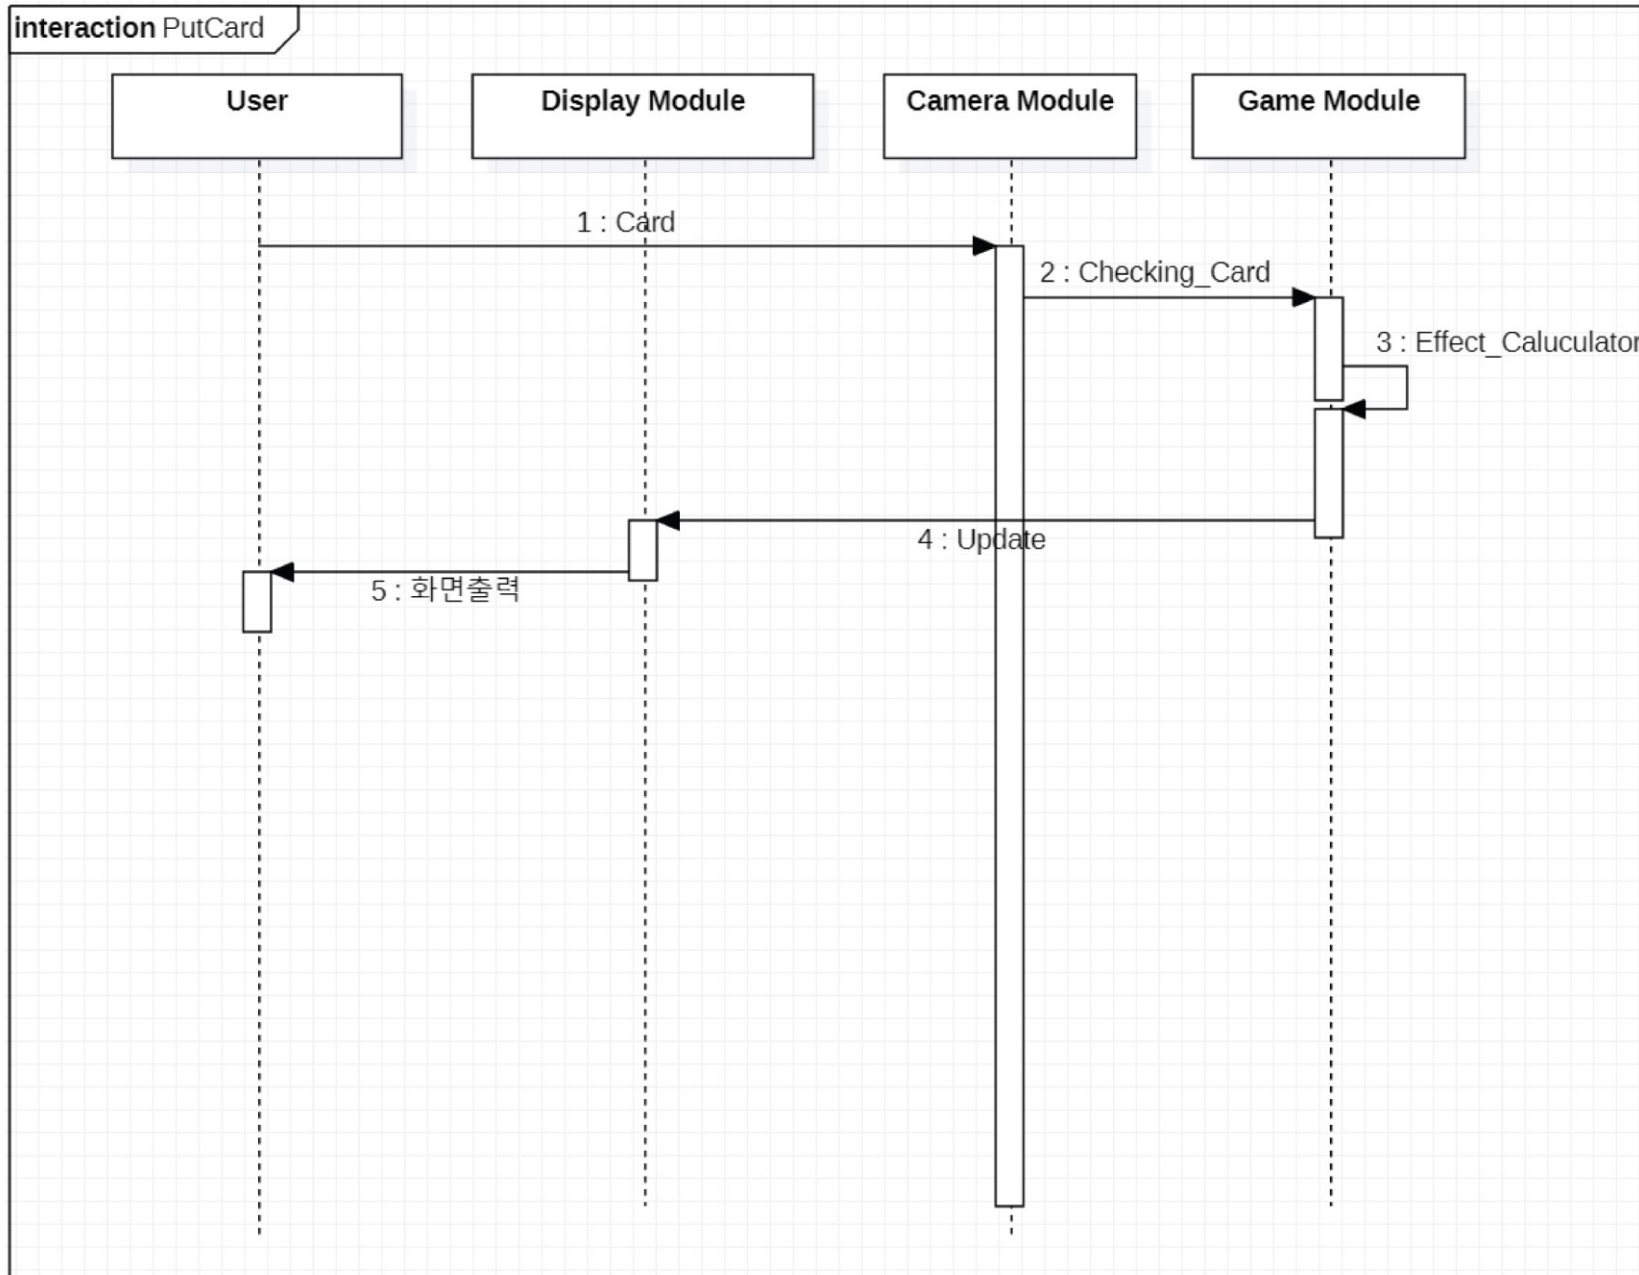 interaction PutCard
User
Display Module
Camera Module
Game Module
1 : Card
2 : Checking_Card
3 : Effect_Caluculator
4 : Update
5 : 화면출력